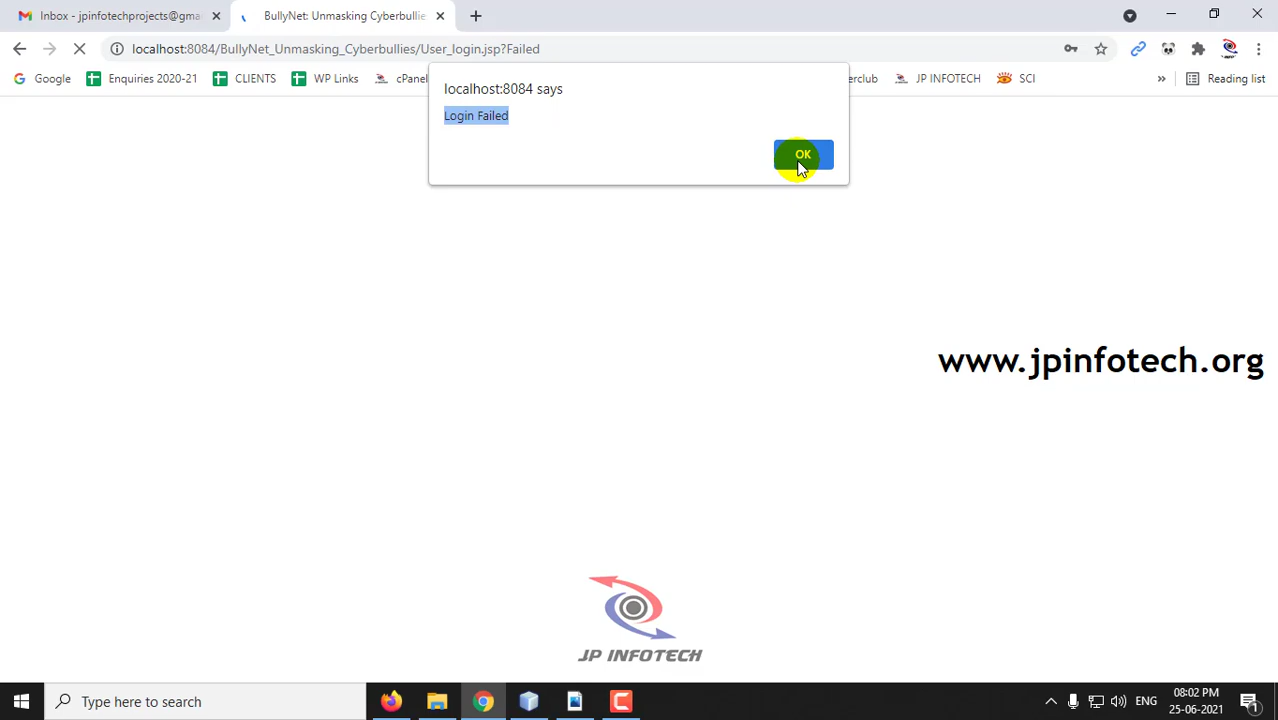 Inbox - jpinfotechprojects@gma
BullyNet: Unmasking Cyberbullie
localhost:8084/BullyNet_Unmasking_Cyberbullies/User_login.jsp?Failed
Google
Enquiries 2020-21
CLIENTS
WP Links
cPanel
erclub
JP INFOTECH
SCI
»
Reading list
localhost:8084 says
Login Failed
OK
www.jpinfotech.org
JP INFOTECH
Type here to search
ENG
08:02 PM
25-06-2021
1